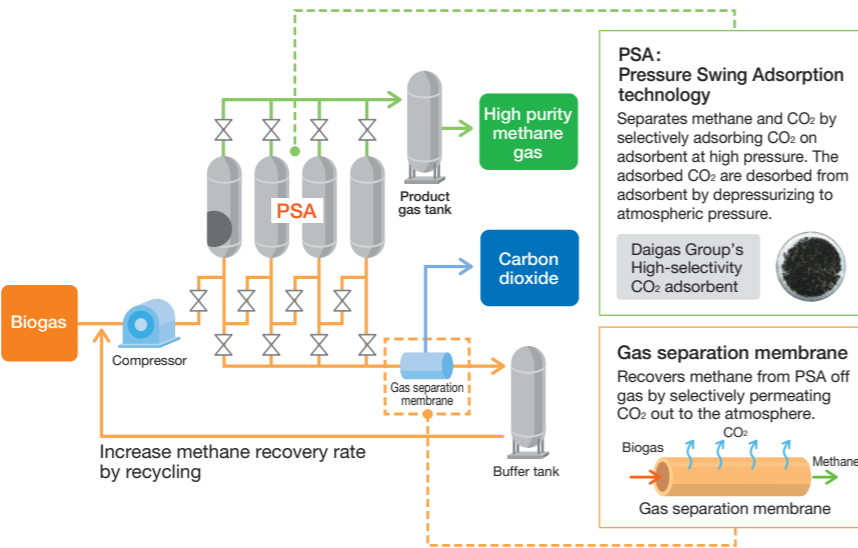 PSA:
Pressure Swing Adsorption
technology
Separates methane and CO₂ by
selectively adsorbing CO₂ on
adsorbent at high pressure. The
adsorbed CO₂ are desorbed from
adsorbent by depressurizing to
atmospheric pressure.
Daigas Group's
High-selectivity
CO₂ adsorbent
High purity
methane
gas
Product
gas tank
PSA
Carbon
dioxide
Biogas
Compressor
Gas separation
membrane
Buffer tank
Increase methane recovery rate
by recycling
Gas separation membrane
Recovers methane from PSA off
gas by selectively permeating
CO₂ out to the atmosphere.
CO₂
Biogas
Methane
Gas separation membrane